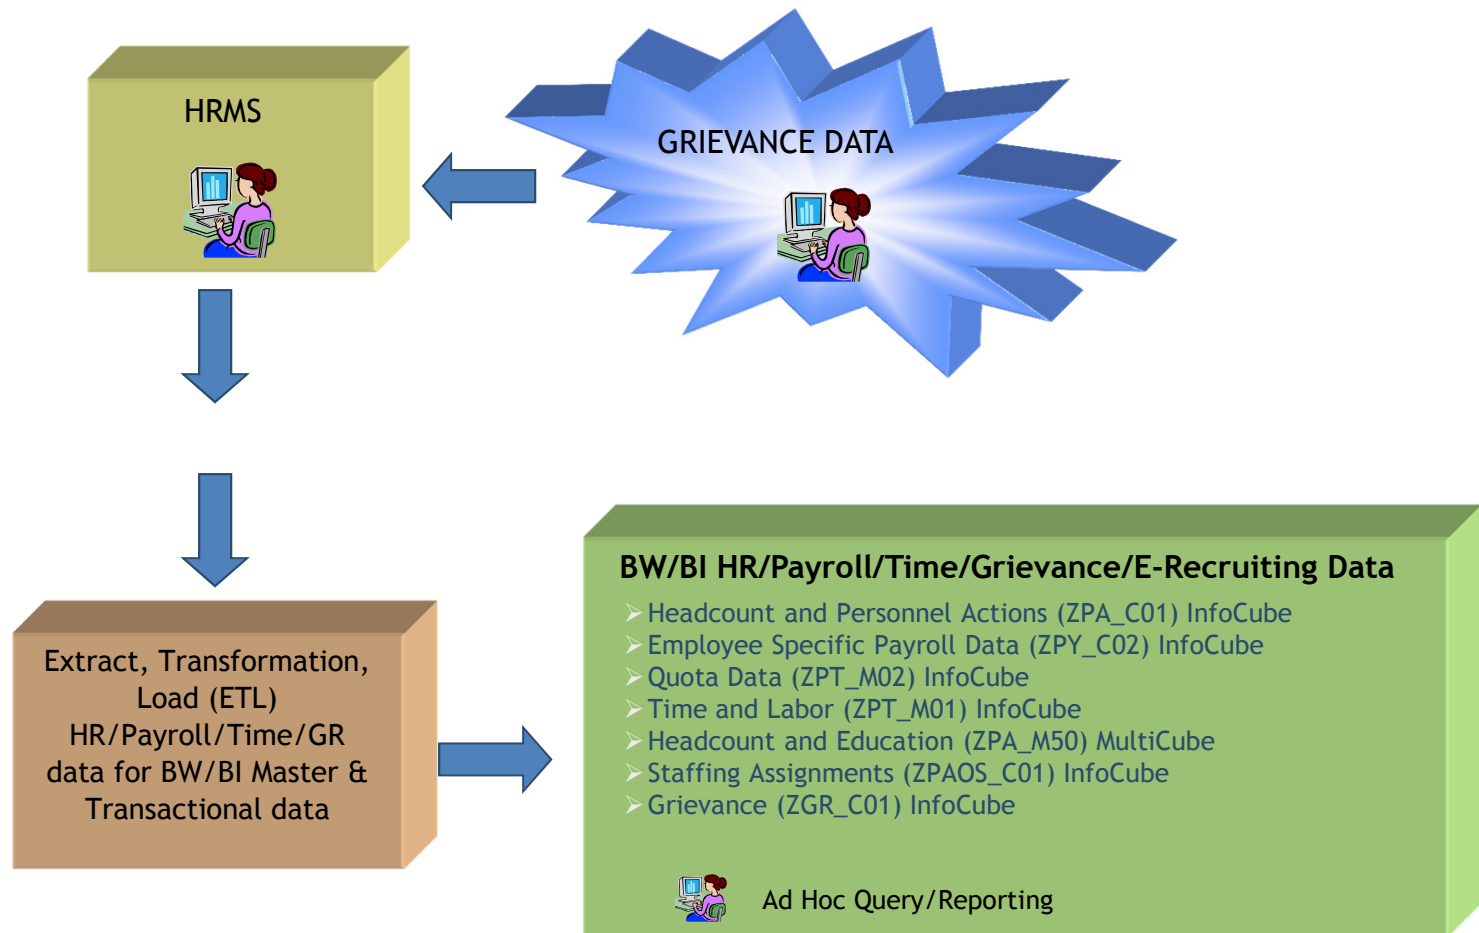 HRMS
GRIEVANCE DATA
Extract, Transformation,
Load (ETL)
HR/Payroll/Time/GR
data for BW/BI Master &
Transactional data
BW/BI HR/Payroll/Time/Grievance/E-Recruiting Data
Headcount and Personnel Actions (ZPA_C01) InfoCube
Employee Specific Payroll Data (ZPY_C02) InfoCube
Quota Data (ZPT_M02) InfoCube
Time and Labor (ZPT_M01) InfoCube
Headcount and Education (ZPA_M50) MultiCube
Staffing Assignments (ZPAOS_C01) InfoCube
Grievance (ZGR_C01) InfoCube
Ad Hoc Query/Reporting